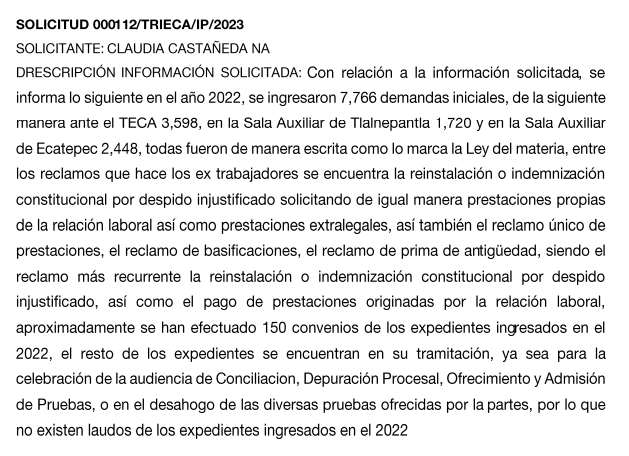 SOLICITUD 000112/TRIECA/IP/2023
SOLICITANTE: CLAUDIA CASTAÑEDA NA
DRESCRIPCIÓN INFORMACIÓN SOLICITADA: Con relación a la información solicitada, se
informa lo siguiente en el año 2022, se ingresaron 7,766 demandas iniciales, de la siguiente
manera ante el TECA 3,598, en la Sala Auxiliar de Tlalnepantla 1,720 y en la Sala Auxiliar
de Ecatepec 2,448, todas fueron de manera escrita como lo marca la Ley del materia, entre
los reclamos que hace los ex trabajadores se encuentra la reinstalación o indemnización
constitucional por despido injustificado solicitando de igual manera prestaciones propias
de la relación laboral así como prestaciones extralegales, así también el reclamo único de
prestaciones, el reclamo de basificaciones, el reclamo de prima de antigüedad, siendo el
reclamo más recurrente la reinstalación o indemnización constitucional por despido
injustificado, así como el pago de prestaciones originadas por la relación laboral,
aproximadamente se han efectuado 150 convenios de los expedientes ingresados en el
2022, el resto de los expedientes se encuentran en su tramitación, ya sea para la
celebración de la audiencia de Conciliacion, Depuración Procesal, Ofrecimiento y Admisión
de Pruebas, o en el desahogo de las diversas pruebas ofrecidas por la partes, por lo que
no existen laudos de los expedientes ingresados en el 2022